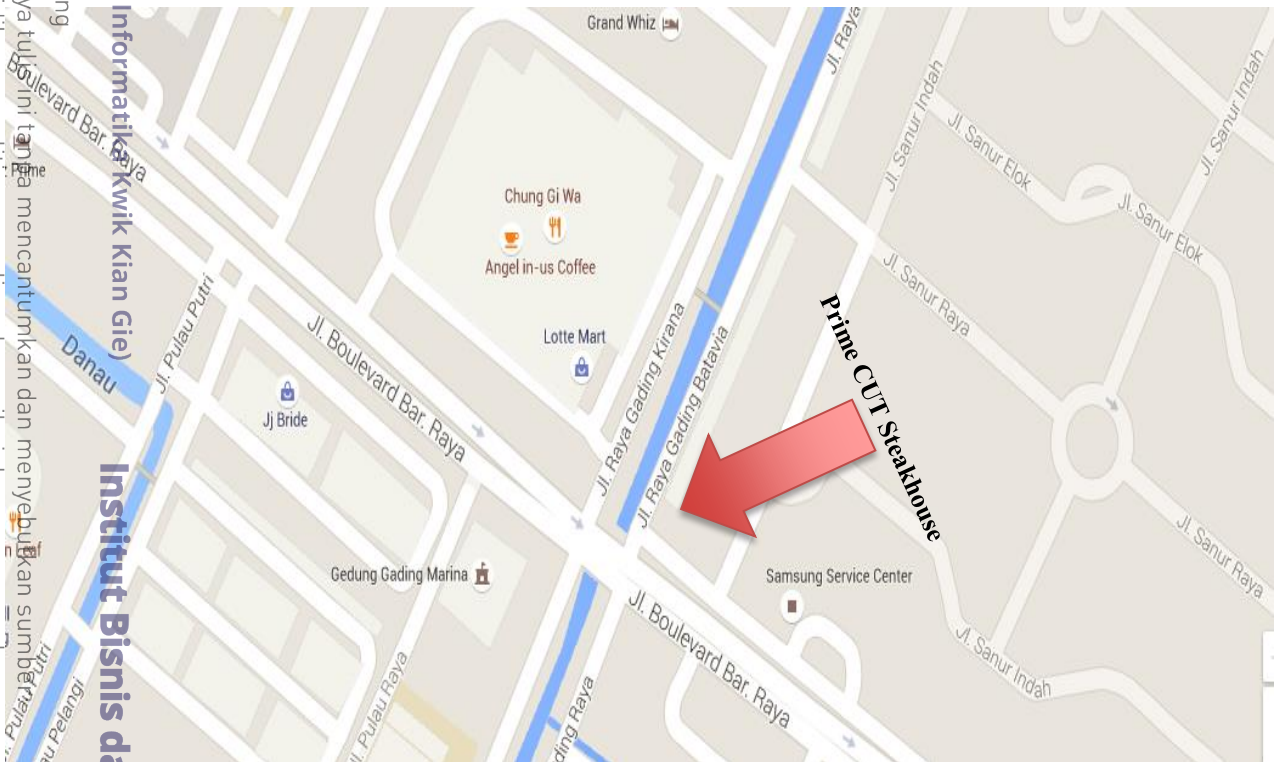 Grand Whiz
Jl. Raya
Boulevard Bar. Raya
Jl. Sanur Indah
Jl. Sanur Indah
Jl. Sanur Elok
Jl. Sanur Elok
Chung Gi Wa
Angel in-us Coffee
Jl. Sanur Raya
Jl. Pulau Putri
Danau
Jl. Boulevard Bar. Raya
Lotte Mart
Jl. Raya Gading Kirana
Jl. Raya Gading Batavia
Prime CUT Steakhouse
Jj Bride
Gedung Gading Marina
Samsung Service Center
Jl. Sanur Raya
Jl. Boulevard Bar. Raya
Jl. Sanur Indah
Pulau Putri
Pelangi
Pulau Raya
Raya
Informatika Kwik Kian Gie)
Institut Bisnis da
ya tulis ini tanpa mencantumkan dan menyebutkan sumber